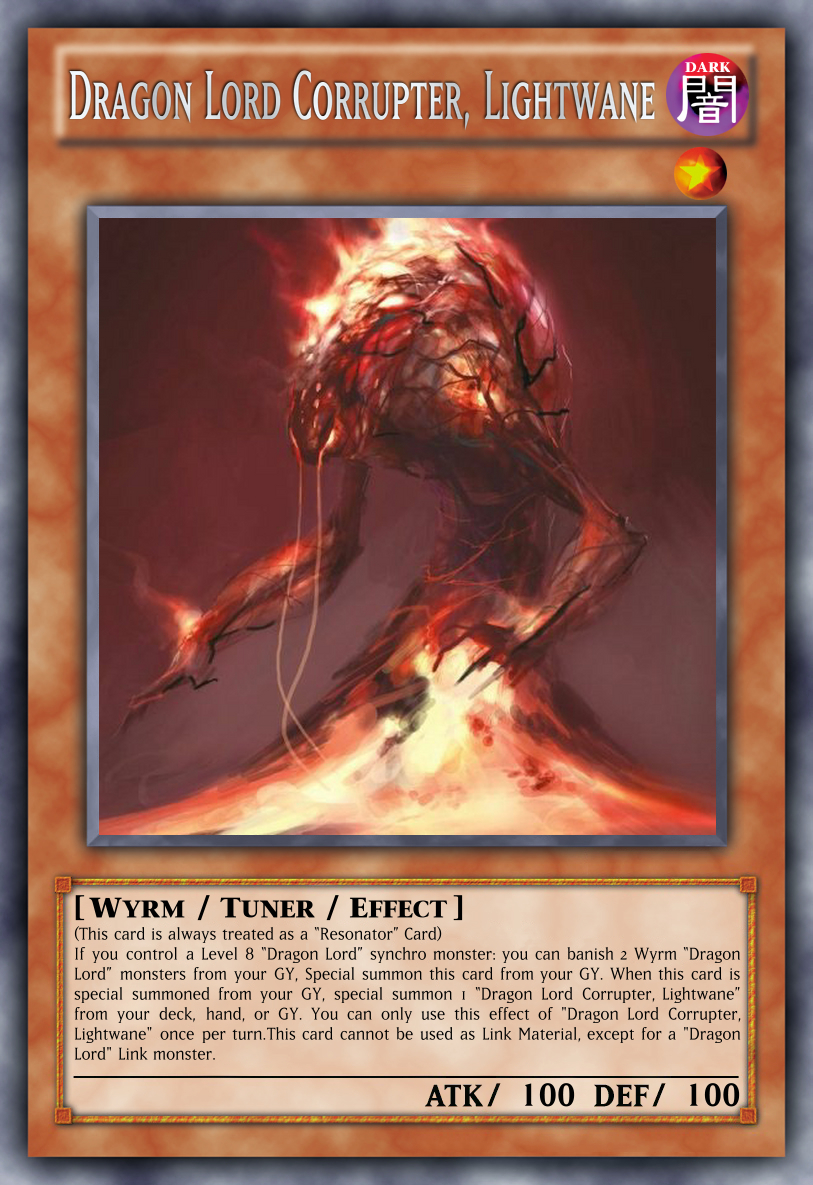 Dragon Lord Corrupter, Lightwane
DARK
闇
[ Wyrm / Tuner / Effect ]
(This card is always treated as a "Resonator" Card)
If you control a Level 8 "Dragon Lord" synchro monster: you can banish 2 Wyrm "Dragon
Lord" monsters from your GY, Special summon this card from your GY. When this card is
special summoned from your GY, special summon 1 "Dragon Lord Corrupter, Lightwane"
from your deck, hand, or GY. You can only use this effect of "Dragon Lord Corrupter,
Lightwane" once per turn.This card cannot be used as Link Material, except for a "Dragon
Lord" Link monster.
ATK/ 100 DEF/ 100